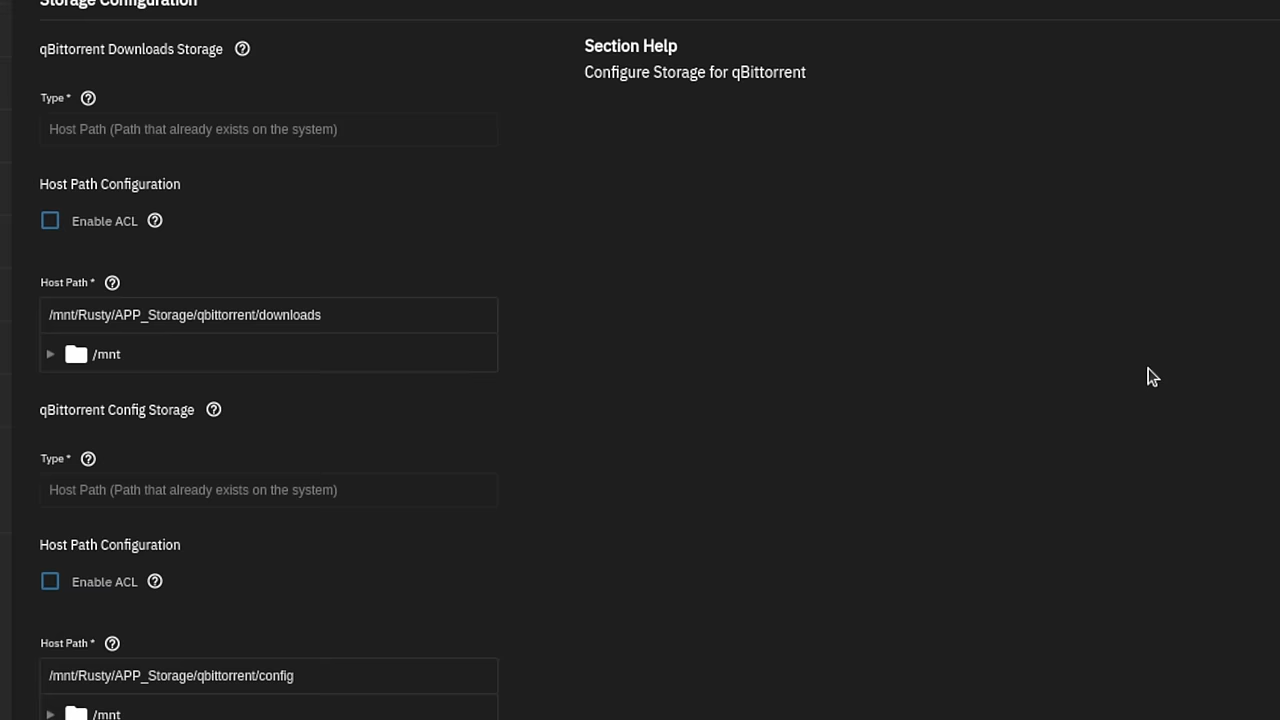 Storage Configuration
qBittorrent Downloads Storage
Type *
Host Path (Path that already exists on the system)
Host Path Configuration
Enable ACL
Host Path *
/mnt/Rusty/APP_Storage/qbittorrent/downloads
/mnt
qBittorrent Config Storage
Type *
Host Path (Path that already exists on the system)
Host Path Configuration
Enable ACL
Host Path *
/mnt/Rusty/APP_Storage/qbittorrent/config
/mnt
Section Help
Configure Storage for qBittorrent